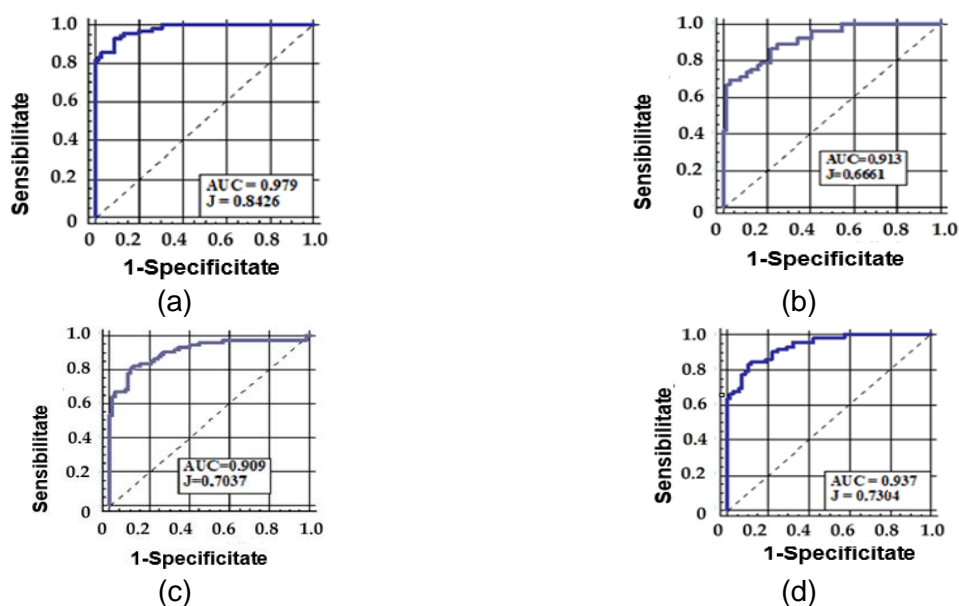 1.0
0.8
0.6
0.4
0.2
0
Sensibilitate
AUC = 0.979
J = 0.8426
0 0.2 0.4 0.6 0.8 1.0
1-Specificitate
(a)
1.0
0.8
0.6
0.4
0.2
0
Sensibilitate
AUC=0.913
J=0.6661
0 0.2 0.4 0.6 0.8 1.0
1-Specificitate
(b)
1.0
0.8
0.6
0.4
0.2
0
Sensibilitate
AUC=0.909
J=0.7037
0 0.2 0.4 0.6 0.8 1.0
1-Specificitate
(c)
1.0
0.8
0.6
0.4
0.2
0
Sensibilitate
AUC = 0.937
J = 0.7304
0 0.2 0.4 0.6 0.8 1.0
1-Specificitate
(d)